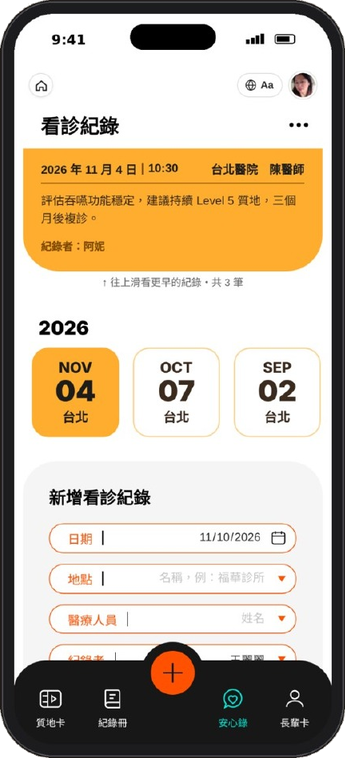 9:41
Aa
看診紀錄
2026 年 11 月 4 日 | 10:30 台北醫院 陳醫師
評估吞嚥功能穩定，建議持續 Level 5 質地，三個
月後複診。
紀錄者：阿妮
↑ 往上滑看更早的紀錄・共 3 筆
2026
NOV OCT SEP
04 07 02
台北 台北 台北
新增看診紀錄
日期 11/10/2026
地點 名稱，例：福華診所
醫療人員 姓名
紀錄者
質地卡 紀錄冊 安心錄 長輩卡